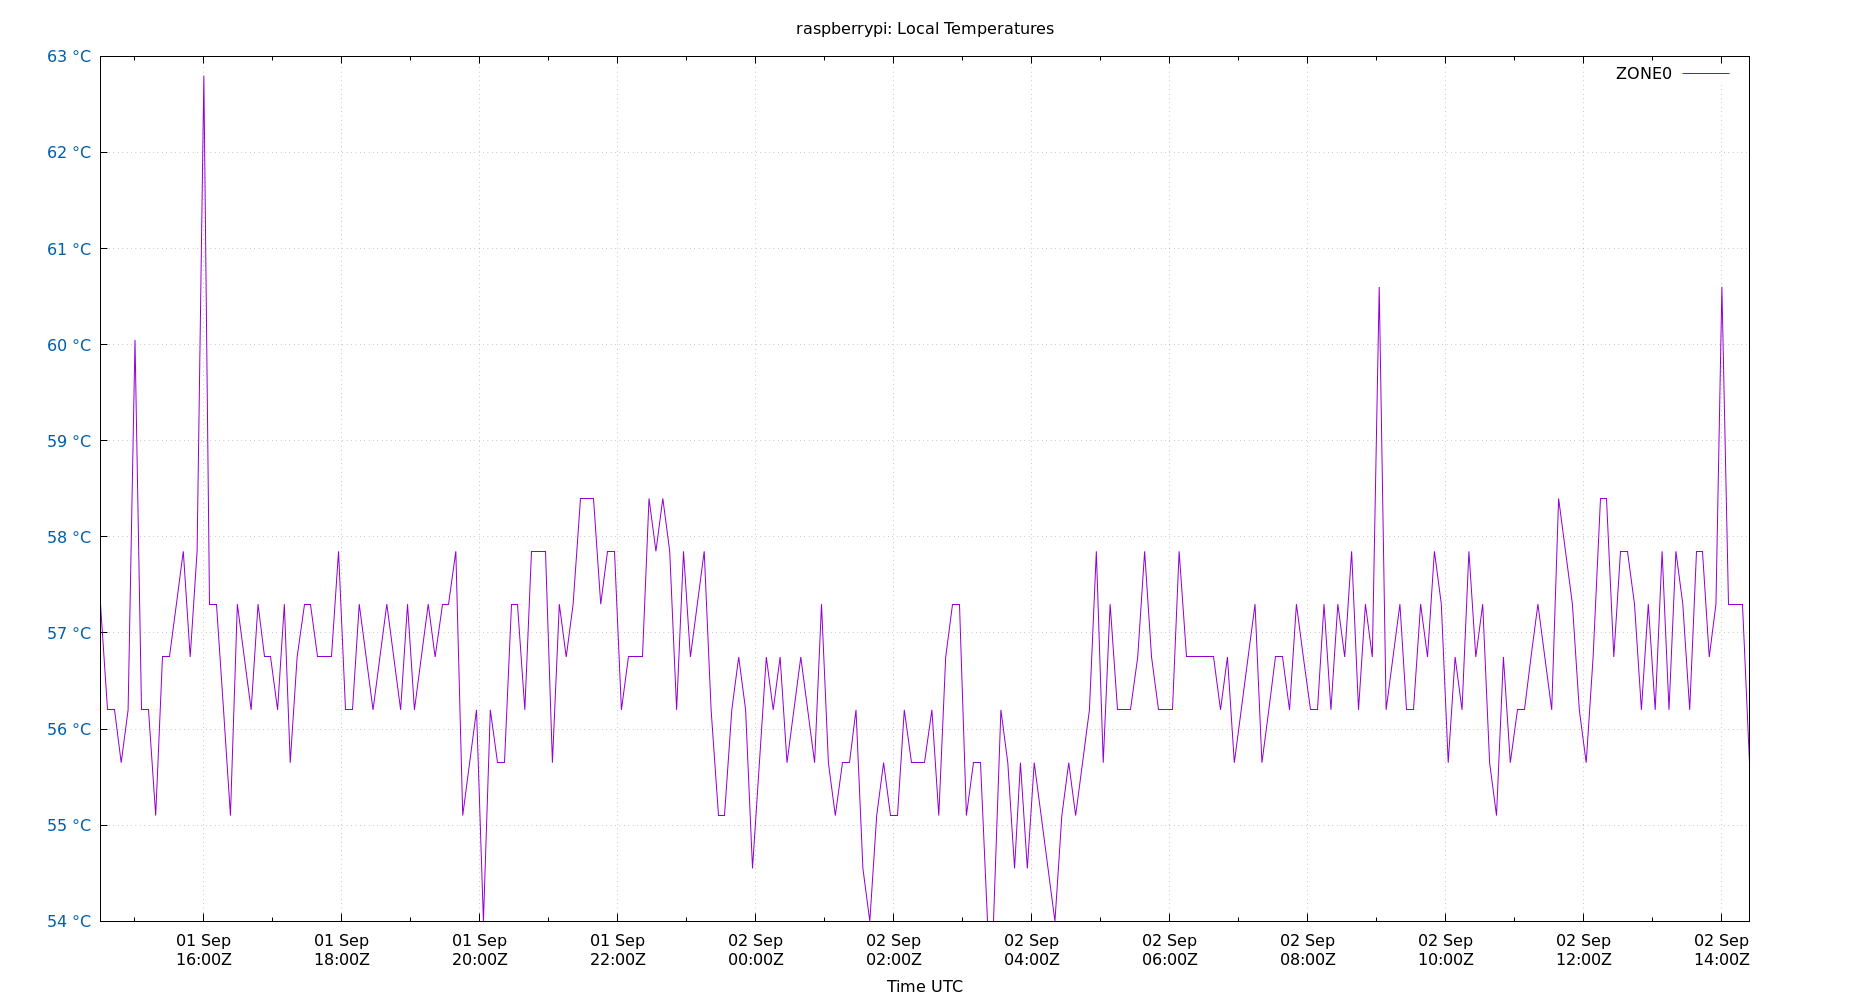 raspberrypi: Local Temperatures
63 °C
ZONE0
62 °C
61 °C
60 °C
59 °C
58 °C
57 °C
56 °C
55 °C
54 °C
01 Sep 01 Sep 01 Sep 01 Sep 02 Sep 02 Sep 02 Sep 02 Sep 02 Sep 02 Sep 02 Sep 02 Sep
16:00Z 18:00Z 20:00Z 22:00Z 00:00Z 02:00Z 04:00Z 06:00Z 08:00Z 10:00Z 12:00Z 14:00Z
Time UTC